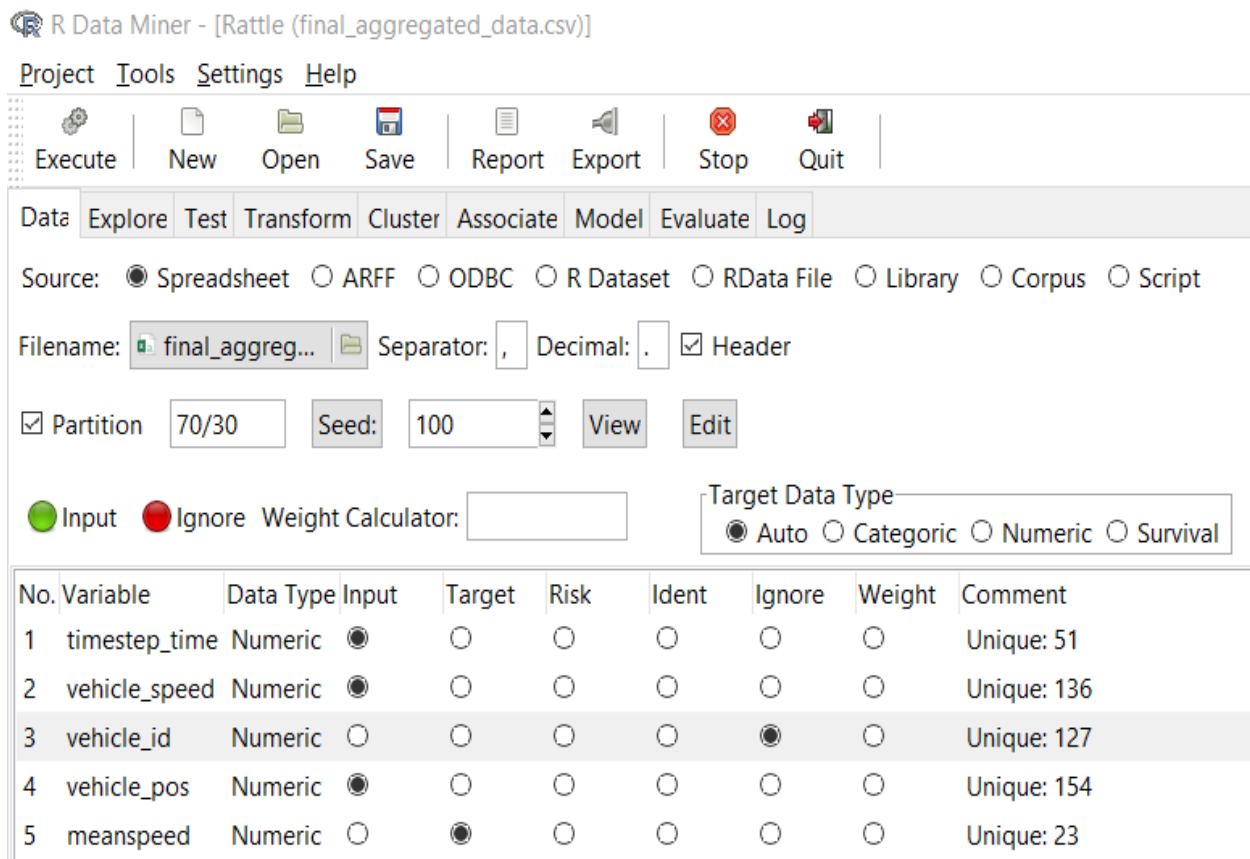 R Data Miner - [Rattle (final_aggregated_data.csv)]
Project Tools Settings Help
Execute New Open Save Report Export Stop Quit
Data Explore Test Transform Cluster Associate Model Evaluate Log
Source: Spreadsheet ARFF ODBC R Dataset RData File Library Corpus Script
Filename: final_aggreg... Separator: , Decimal: . Header
Partition 70/30 Seed: 100 View Edit
Target Data Type
Input Ignore Weight Calculator: Auto Categoric Numeric Survival
No. Variable Data Type Input Target Risk Ident Ignore Weight Comment
1 timestep_time Numeric Unique: 51
2 vehicle_speed Numeric Unique: 136
3 vehicle_id Numeric Unique: 127
4 vehicle_pos Numeric Unique: 154
5 meanspeed Numeric Unique: 23